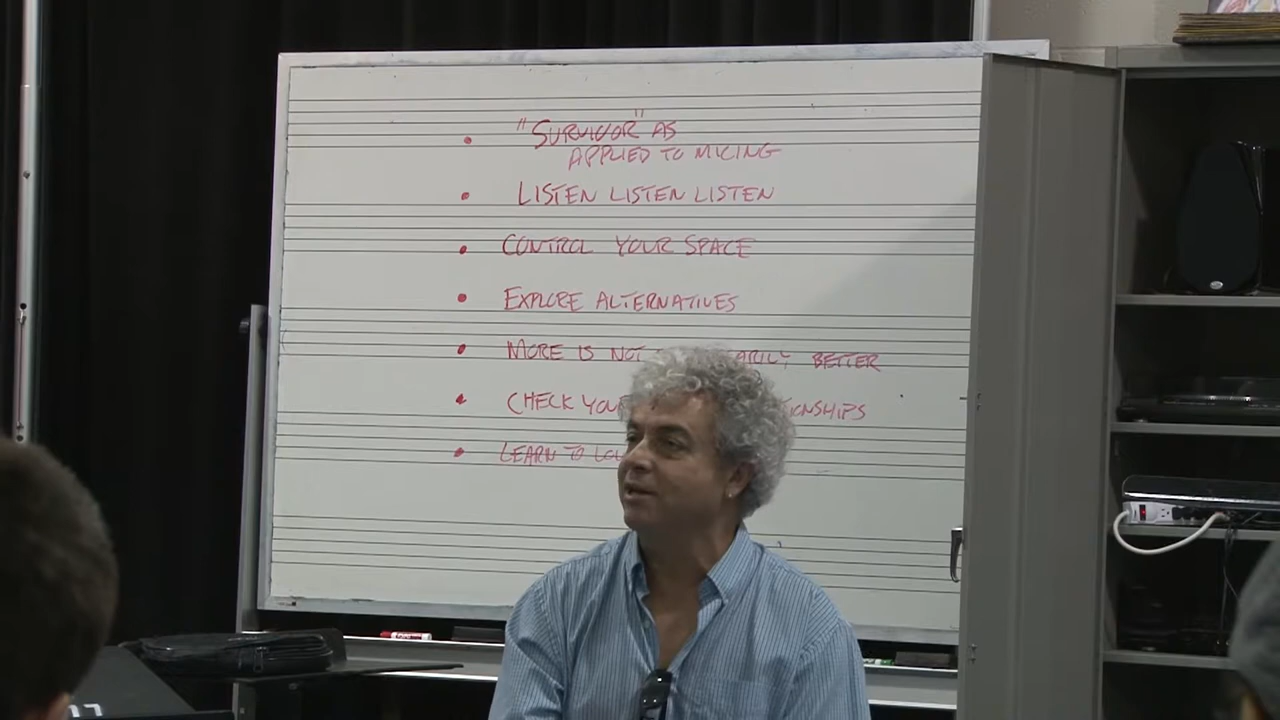 "SURVIVOR" AS
APPLIED TO MICING
LISTEN LISTEN LISTEN
CONTROL YOUR SPACE
EXPLORE ALTERNATIVES
MORE IS NOT BETTER
CHECK
LEARN TO